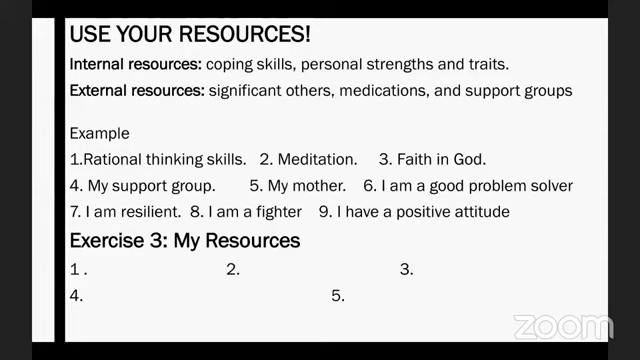 USE YOUR RESOURCES!
Internal resources: coping skills, personal strengths and traits.
External resources: significant others, medications, and support groups
Example
1.Rational thinking skills. 2. Meditation. 3. Faith in God.
4. My support group. 5. My mother. 6. I am a good problem solver
7. I am resilient. 8. I am a fighter 9. I have a positive attitude
Exercise 3: My Resources
1 . 2. 3.
4. 5.
zoom